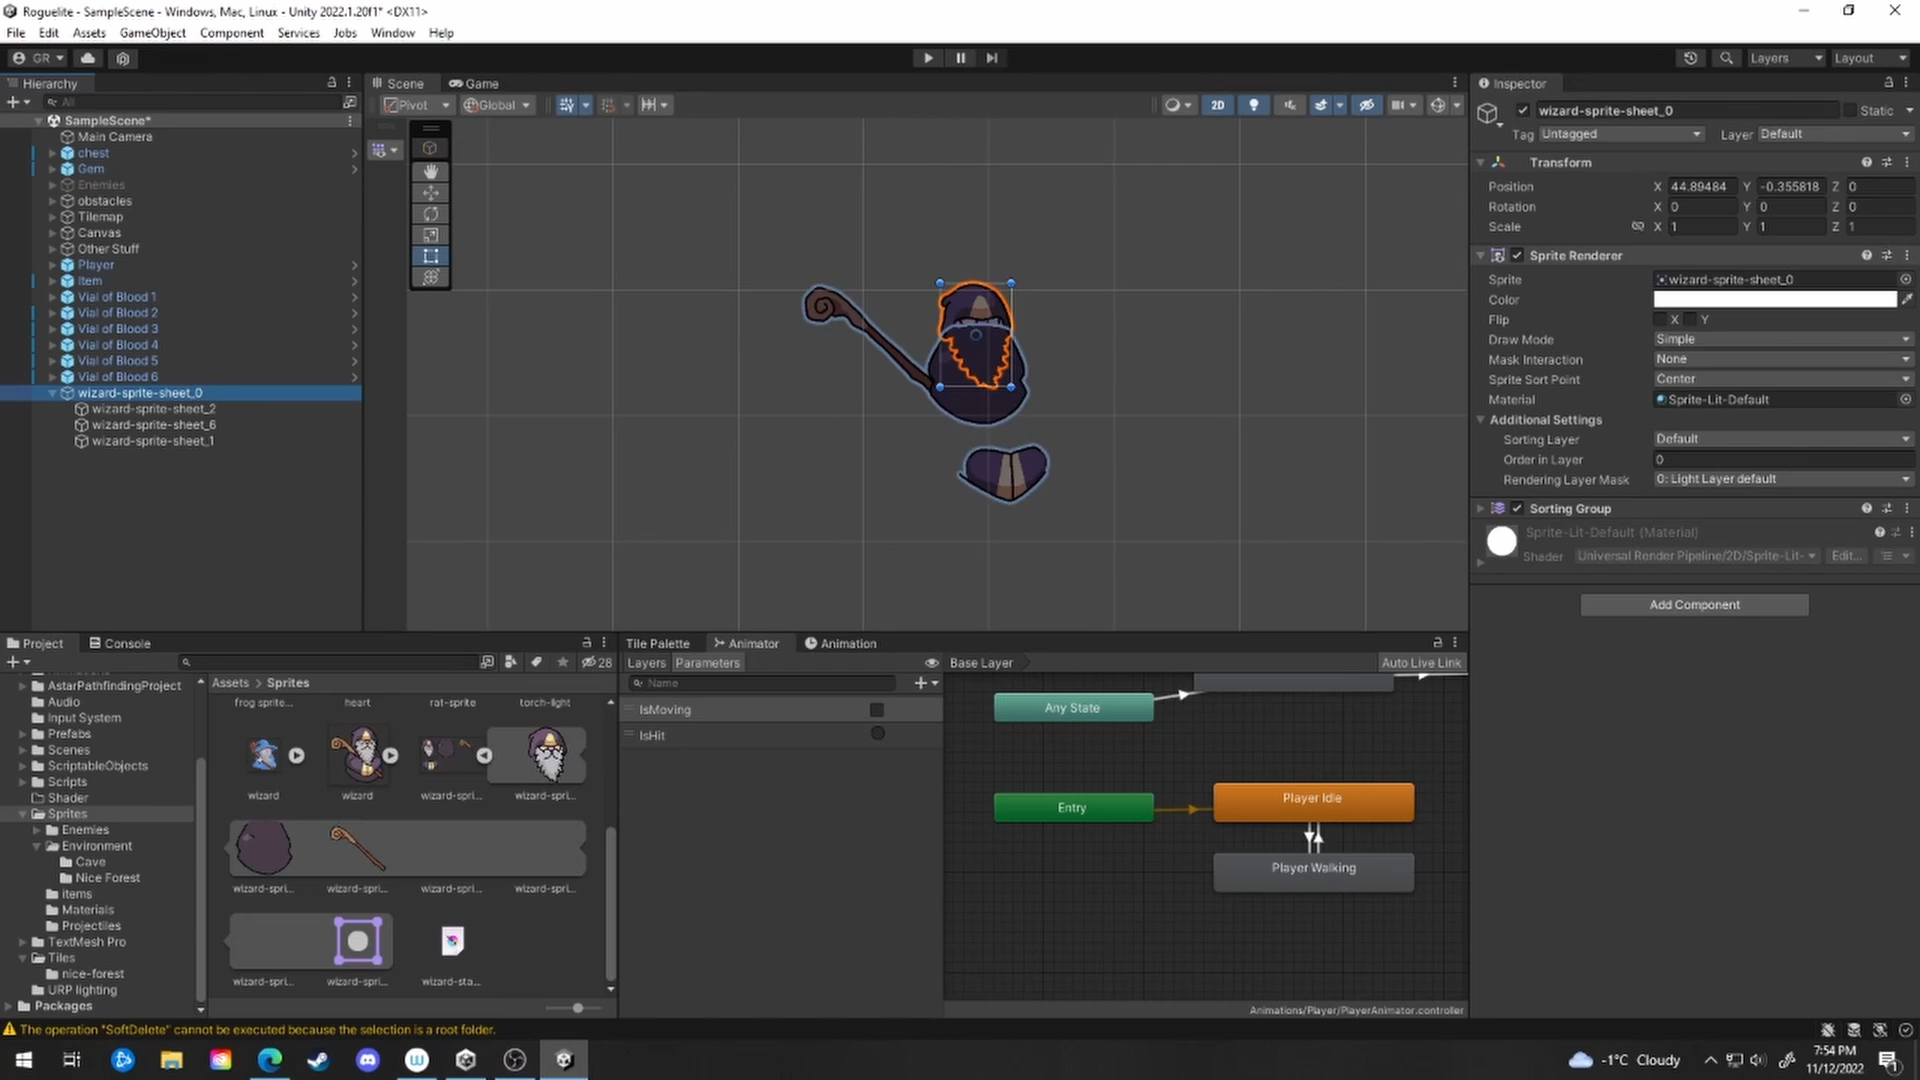 Roguelite - SampleScene - Windows, Mac, Linux - Unity 2022.1.20f1* <DX11>
File Edit Assets GameObject Component Services Jobs Window Help
GR
Layers Layout
Hierarchy
All
SampleScene*
Main Camera
chest
Gem
Enemies
obstacles
Tilemap
Canvas
Other Stuff
Player
Item
Vial of Blood 1
Vial of Blood 2
Vial of Blood 3
Vial of Blood 4
Vial of Blood 5
Vial of Blood 6
wizard-sprite-sheet_0
wizard-sprite-sheet_2
wizard-sprite-sheet_6
wizard-sprite-sheet_1
Scene Game
Pivot Global 2D
Inspector
wizard-sprite-sheet_0 Static
Tag Untagged Layer Default
Transform
Position X 44.89484 Y -0.355818 Z 0
Rotation X 0 Y 0 Z 0
Scale X 1 Y 1 Z 1
Sprite Renderer
Sprite wizard-sprite-sheet_0
Color
Flip X Y
Draw Mode Simple
Mask Interaction None
Sprite Sort Point Center
Material Sprite-Lit-Default
Additional Settings
Sorting Layer Default
Order in Layer 0
Rendering Layer Mask 0: Light Layer default
Sorting Group
Sprite-Lit-Default (Material)
Shader Universal Render Pipeline/2D/Sprite-Lit- Edit...
Add Component
Project Console
28
AstarPathfindingProject
Audio
Input System
Prefabs
Scenes
ScriptableObjects
Scripts
Shader
Sprites
Enemies
Environment
Cave
Nice Forest
items
Materials
Projectiles
TextMesh Pro
Tiles
nice-forest
URP lighting
Packages
Assets > Sprites
frog sprite... heart rat-sprite torch-light
wizard wizard wizard-spri... wizard-spri...
wizard-spri... wizard-spri... wizard-spri... wizard-spri...
wizard-spri... wizard-spri... wizard-sta...
Tile Palette Animator Animation
Layers Parameters Base Layer Auto Live Link
Name
IsMoving
IsHit
Any State
Entry
Player Idle
Player Walking
Animations/Player/PlayerAnimator.controller
The operation "SoftDelete" cannot be executed because the selection is a root folder.
-1°C Cloudy
7:54 PM
11/12/2022
1